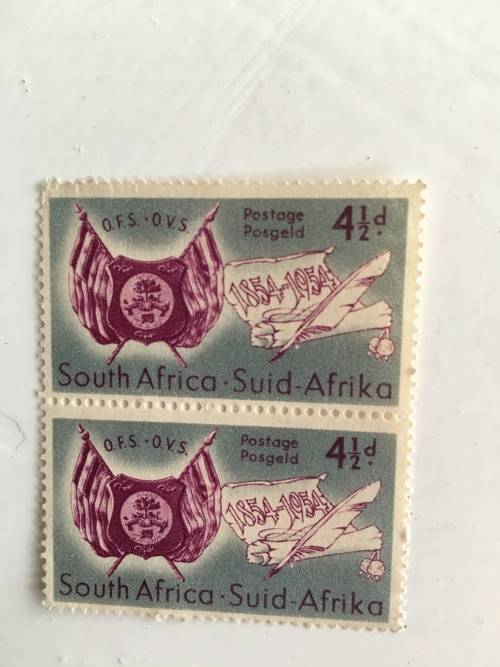 O.F.S. · O.V.S.
Postage 4½d.
Posgeld
1854-1954
South Africa · Suid-Afrika
O.F.S. · O.V.S.
Postage 4½d.
Posgeld
1854-1954
South Africa · Suid-Afrika